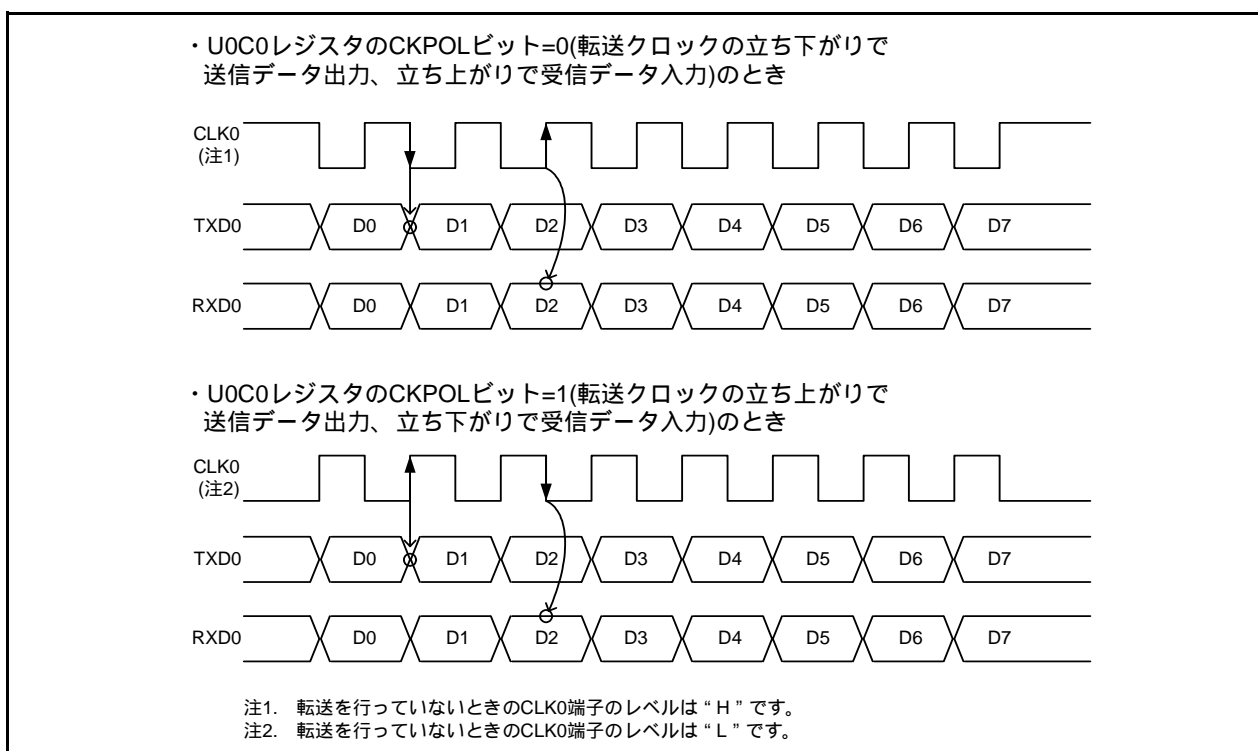 ・U0C0レジスタのCKPOLビット=0(転送クロックの立ち下がりで
送信データ出力、立ち上がりで受信データ入力)のとき
CLK0
(注1)
TXD0 D0 D1 D2 D3 D4 D5 D6 D7
RXD0 D0 D1 D2 D3 D4 D5 D6 D7
・U0C0レジスタのCKPOLビット=1(転送クロックの立ち上がりで
送信データ出力、立ち下がりで受信データ入力)のとき
CLK0
(注2)
TXD0 D0 D1 D2 D3 D4 D5 D6 D7
RXD0 D0 D1 D2 D3 D4 D5 D6 D7
注1. 転送を行っていないときのCLK0端子のレベルは“H”です。
注2. 転送を行っていないときのCLK0端子のレベルは“L”です。